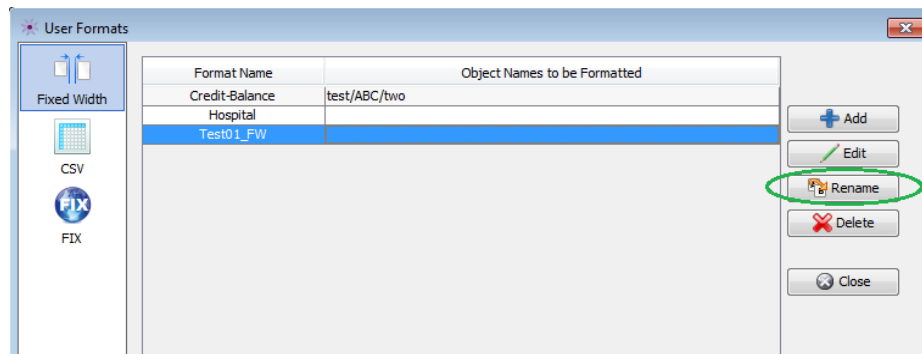 User Formats
Fixed Width
CSV
FIX
FIX
Format Name Object Names to be Formatted
Credit-Balance test/ABC/two
Hospital
Test01_FW
Add
Edit
Rename
Delete
Close